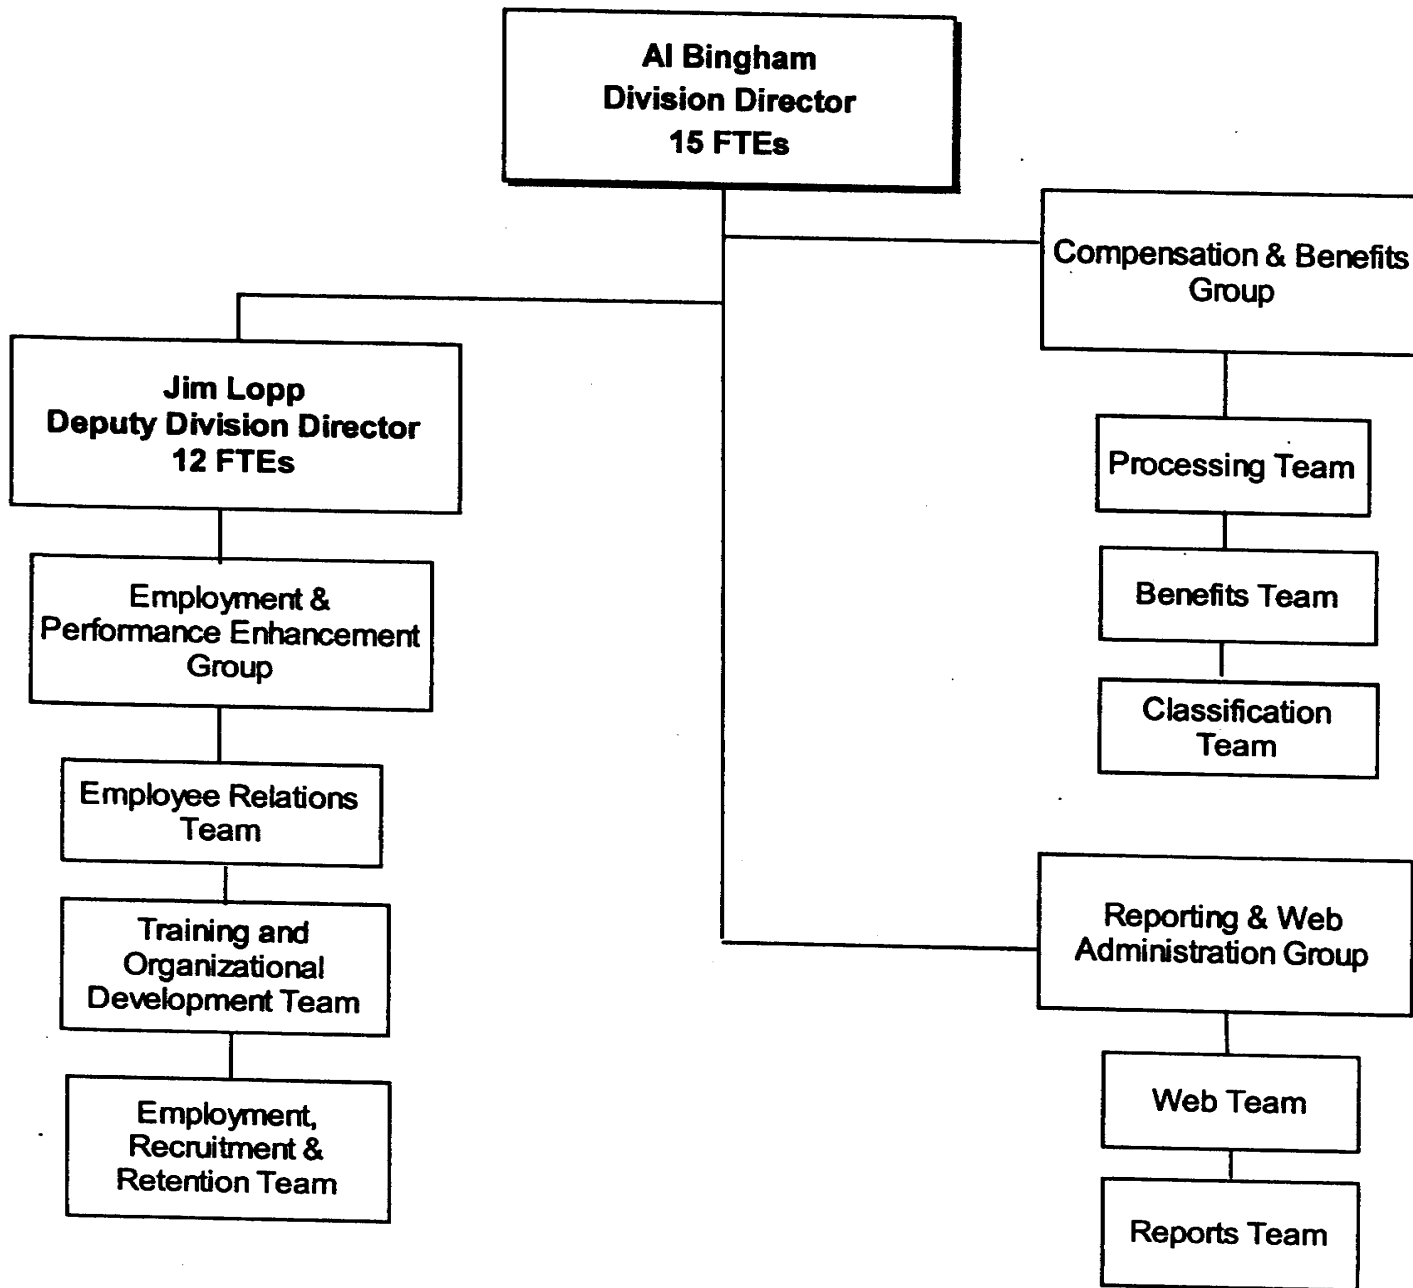 Al Bingham
Division Director
15 FTEs
Compensation & Benefits
Group
Jim Lopp
Deputy Division Director
12 FTEs
Processing Team
Employment &
Performance Enhancement
Group
Benefits Team
Classification
Team
Employee Relations
Team
Training and
Organizational
Development Team
Reporting & Web
Administration Group
Employment,
Recruitment &
Retention Team
Web Team
Reports Team